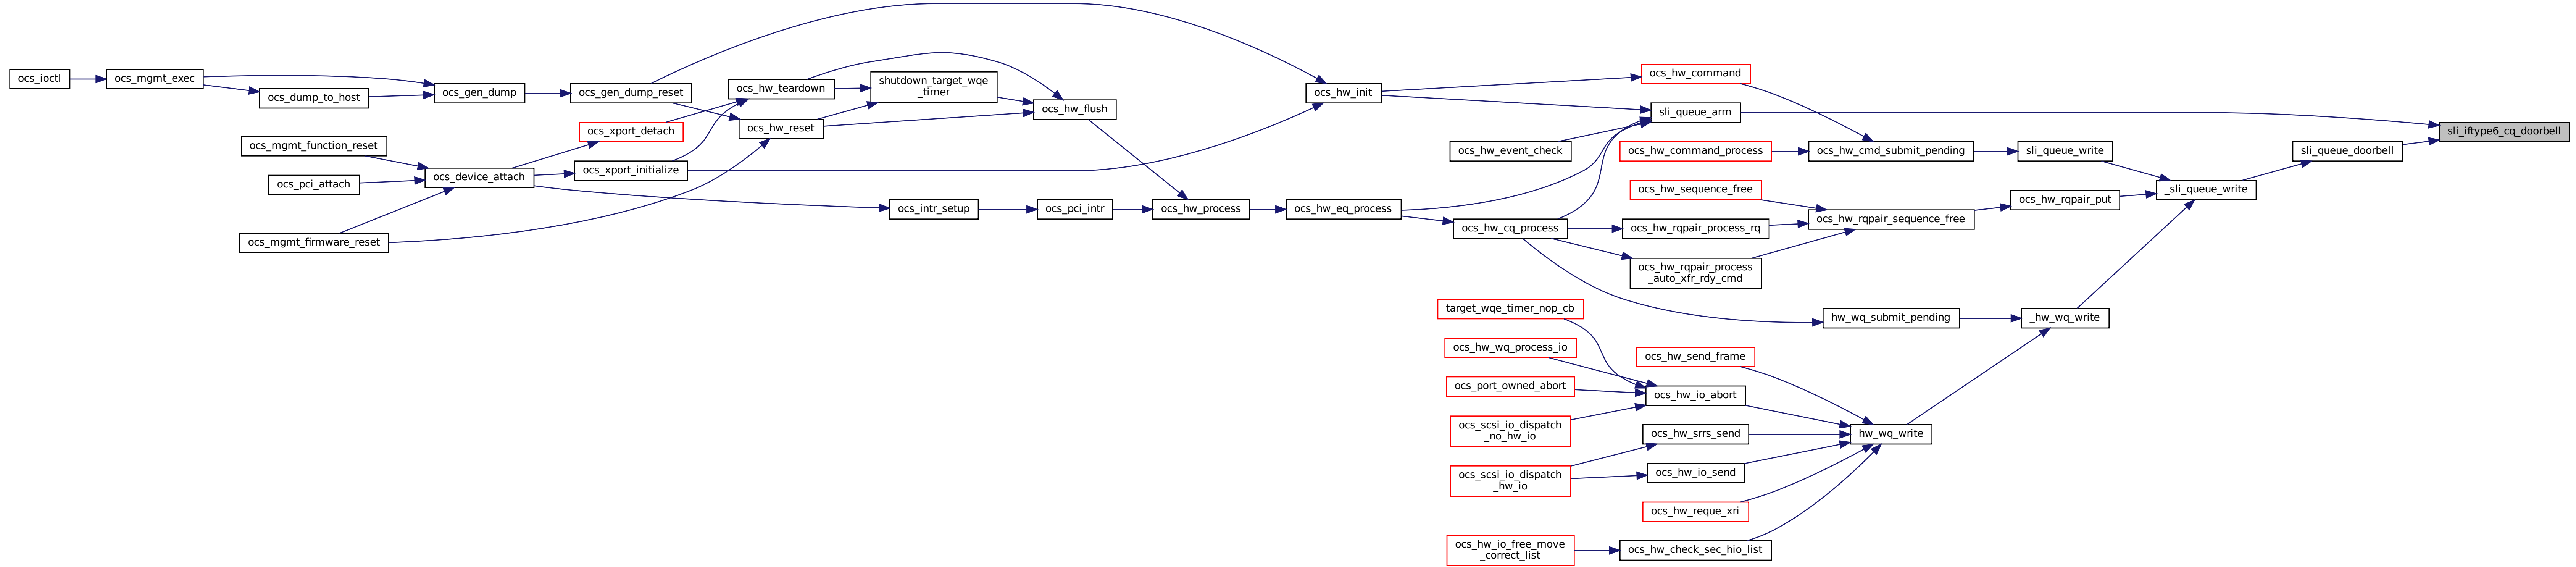 ocs_ioctl
ocs_mgmt_exec
ocs_dump_to_host
ocs_gen_dump
ocs_gen_dump_reset
ocs_mgmt_function_reset
ocs_pci_attach
ocs_mgmt_firmware_reset
ocs_device_attach
ocs_xport_detach
ocs_xport_initialize
ocs_hw_teardown
ocs_hw_reset
shutdown_target_wqe
_timer
ocs_hw_flush
ocs_intr_setup
ocs_pci_intr
ocs_hw_process
ocs_hw_eq_process
ocs_hw_init
ocs_hw_command
sli_queue_arm
ocs_hw_event_check
ocs_hw_command_process
ocs_hw_sequence_free
ocs_hw_cq_process
ocs_hw_rqpair_process_rq
ocs_hw_rqpair_process
_auto_xfr_rdy_cmd
ocs_hw_cmd_submit_pending
ocs_hw_rqpair_sequence_free
hw_wq_submit_pending
sli_queue_write
ocs_hw_rqpair_put
_hw_wq_write
_sli_queue_write
sli_queue_doorbell
sli_iftype6_cq_doorbell
target_wqe_timer_nop_cb
ocs_hw_wq_process_io
ocs_port_owned_abort
ocs_scsi_io_dispatch
_no_hw_io
ocs_scsi_io_dispatch
_hw_io
ocs_hw_io_free_move
_correct_list
ocs_hw_send_frame
ocs_hw_io_abort
ocs_hw_srrs_send
ocs_hw_io_send
ocs_hw_reque_xri
ocs_hw_check_sec_hio_list
hw_wq_write